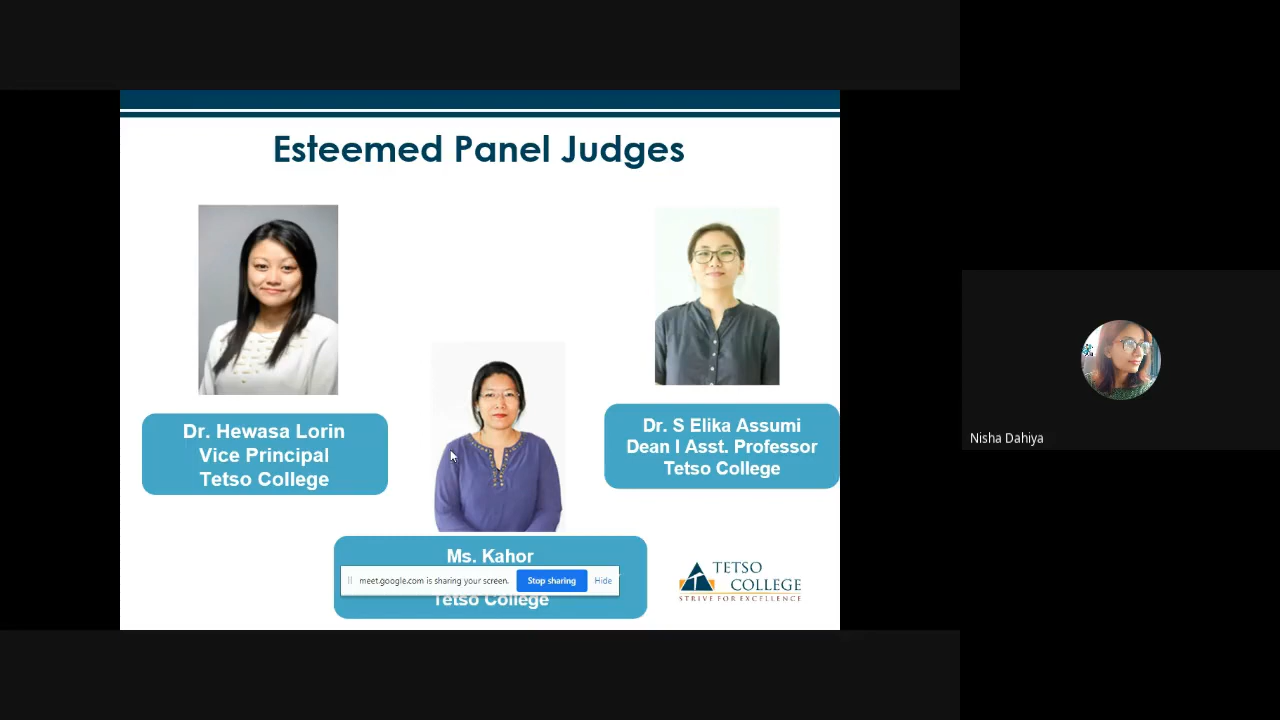 Esteemed Panel Judges
Dr. Hewasa Lorin
Vice Principal
Tetso College
Dr. S Elika Assumi
Dean I Asst. Professor
Tetso College
Ms. Kahor
meet.google.com is sharing your screen.
Stop sharing
Hide
Tetso College
TETSO
COLLEGE
STRIVE FOR EXCELLENCE
Nisha Dahiya